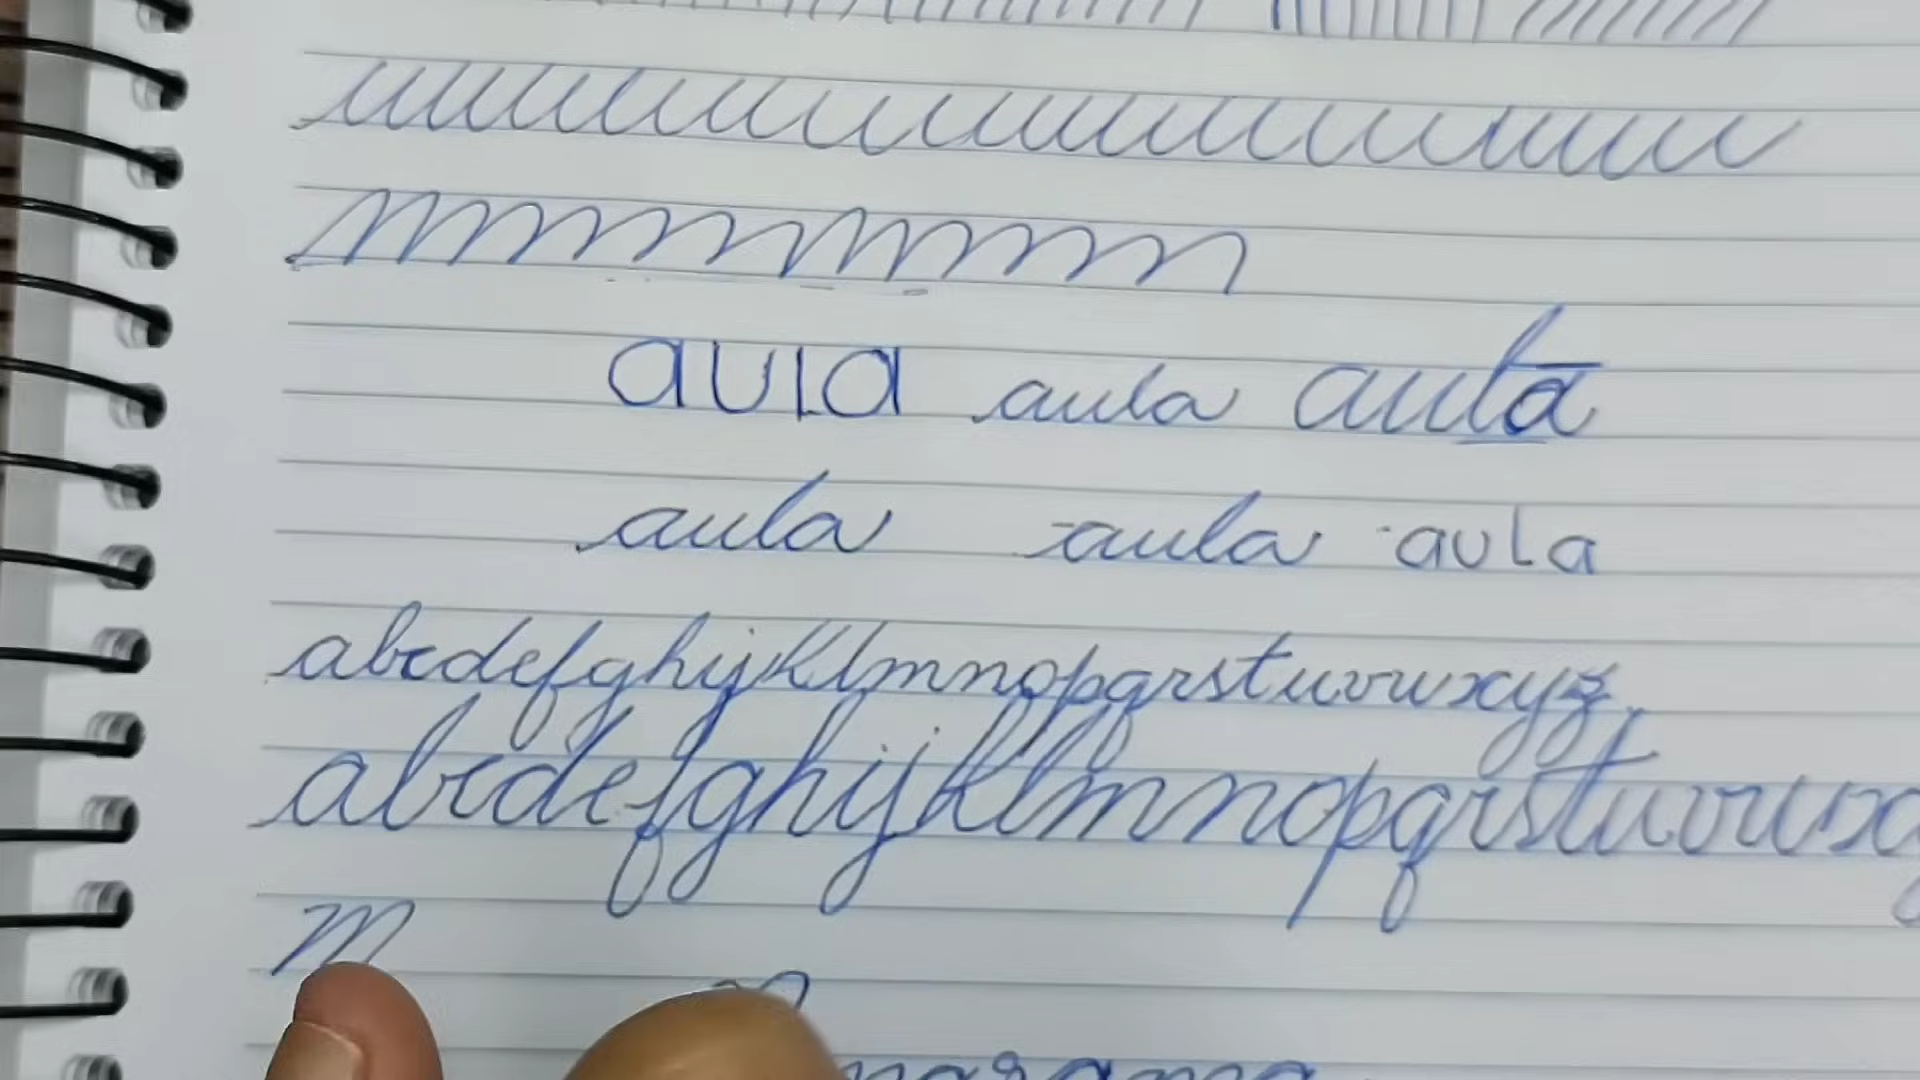 aula aula aula
aula aula aula
abcdefghijklmnopqrstuvwxyz
abcdefghijklmnopqrstuvwx
m